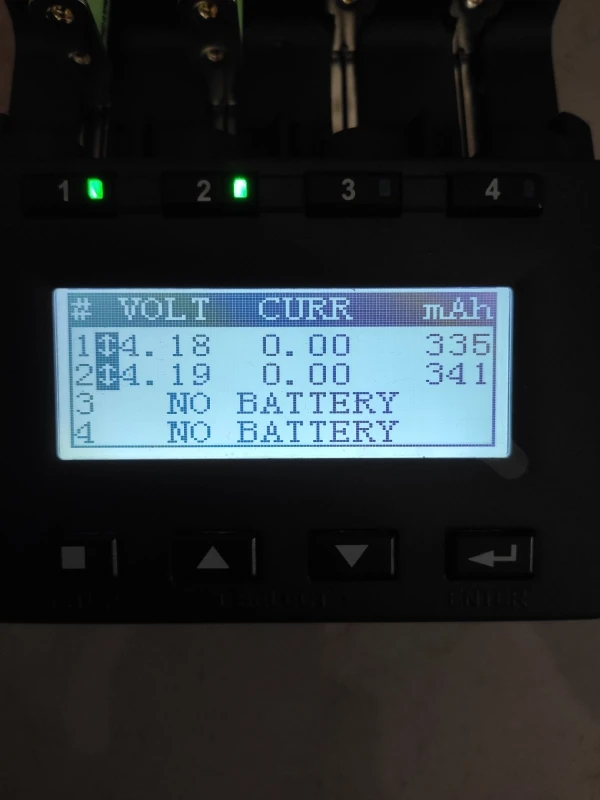 1 2 3 4
# VOLT CURR mAh
1↕4.18 0.00 335
2↕4.19 0.00 341
3 NO BATTERY
4 NO BATTERY
ENTER